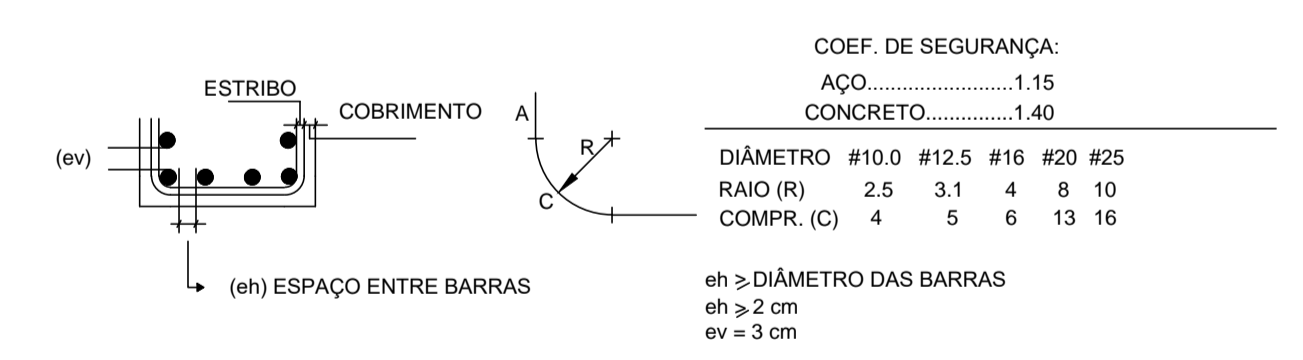 ESTRIBO
COBRIMENTO
(ev)
(eh) ESPAÇO ENTRE BARRAS
A
R
C
COEF. DE SEGURANÇA:
AÇO.........................1.15
CONCRETO...............1.40
DIÂMETRO #10.0 #12.5 #16 #20 #25
RAIO (R) 2.5 3.1 4 8 10
COMPR. (C) 4 5 6 13 16
eh ⩾ DIÂMETRO DAS BARRAS
eh ⩾ 2 cm
ev = 3 cm